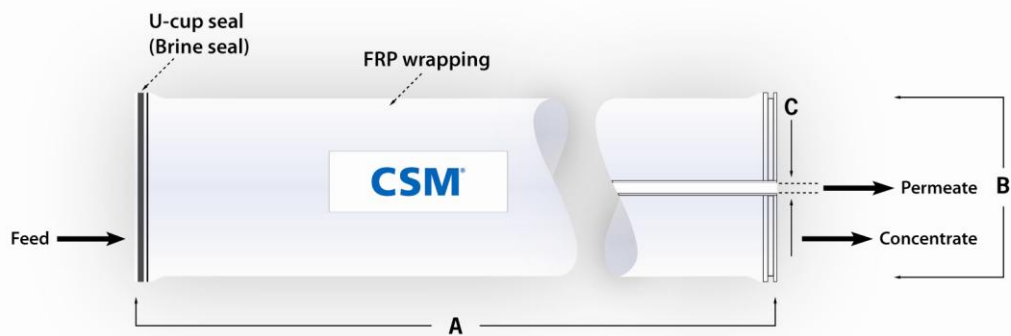 U-cup seal
(Brine seal)
FRP wrapping
C
CSM®
Permeate
B
Feed
Concentrate
A